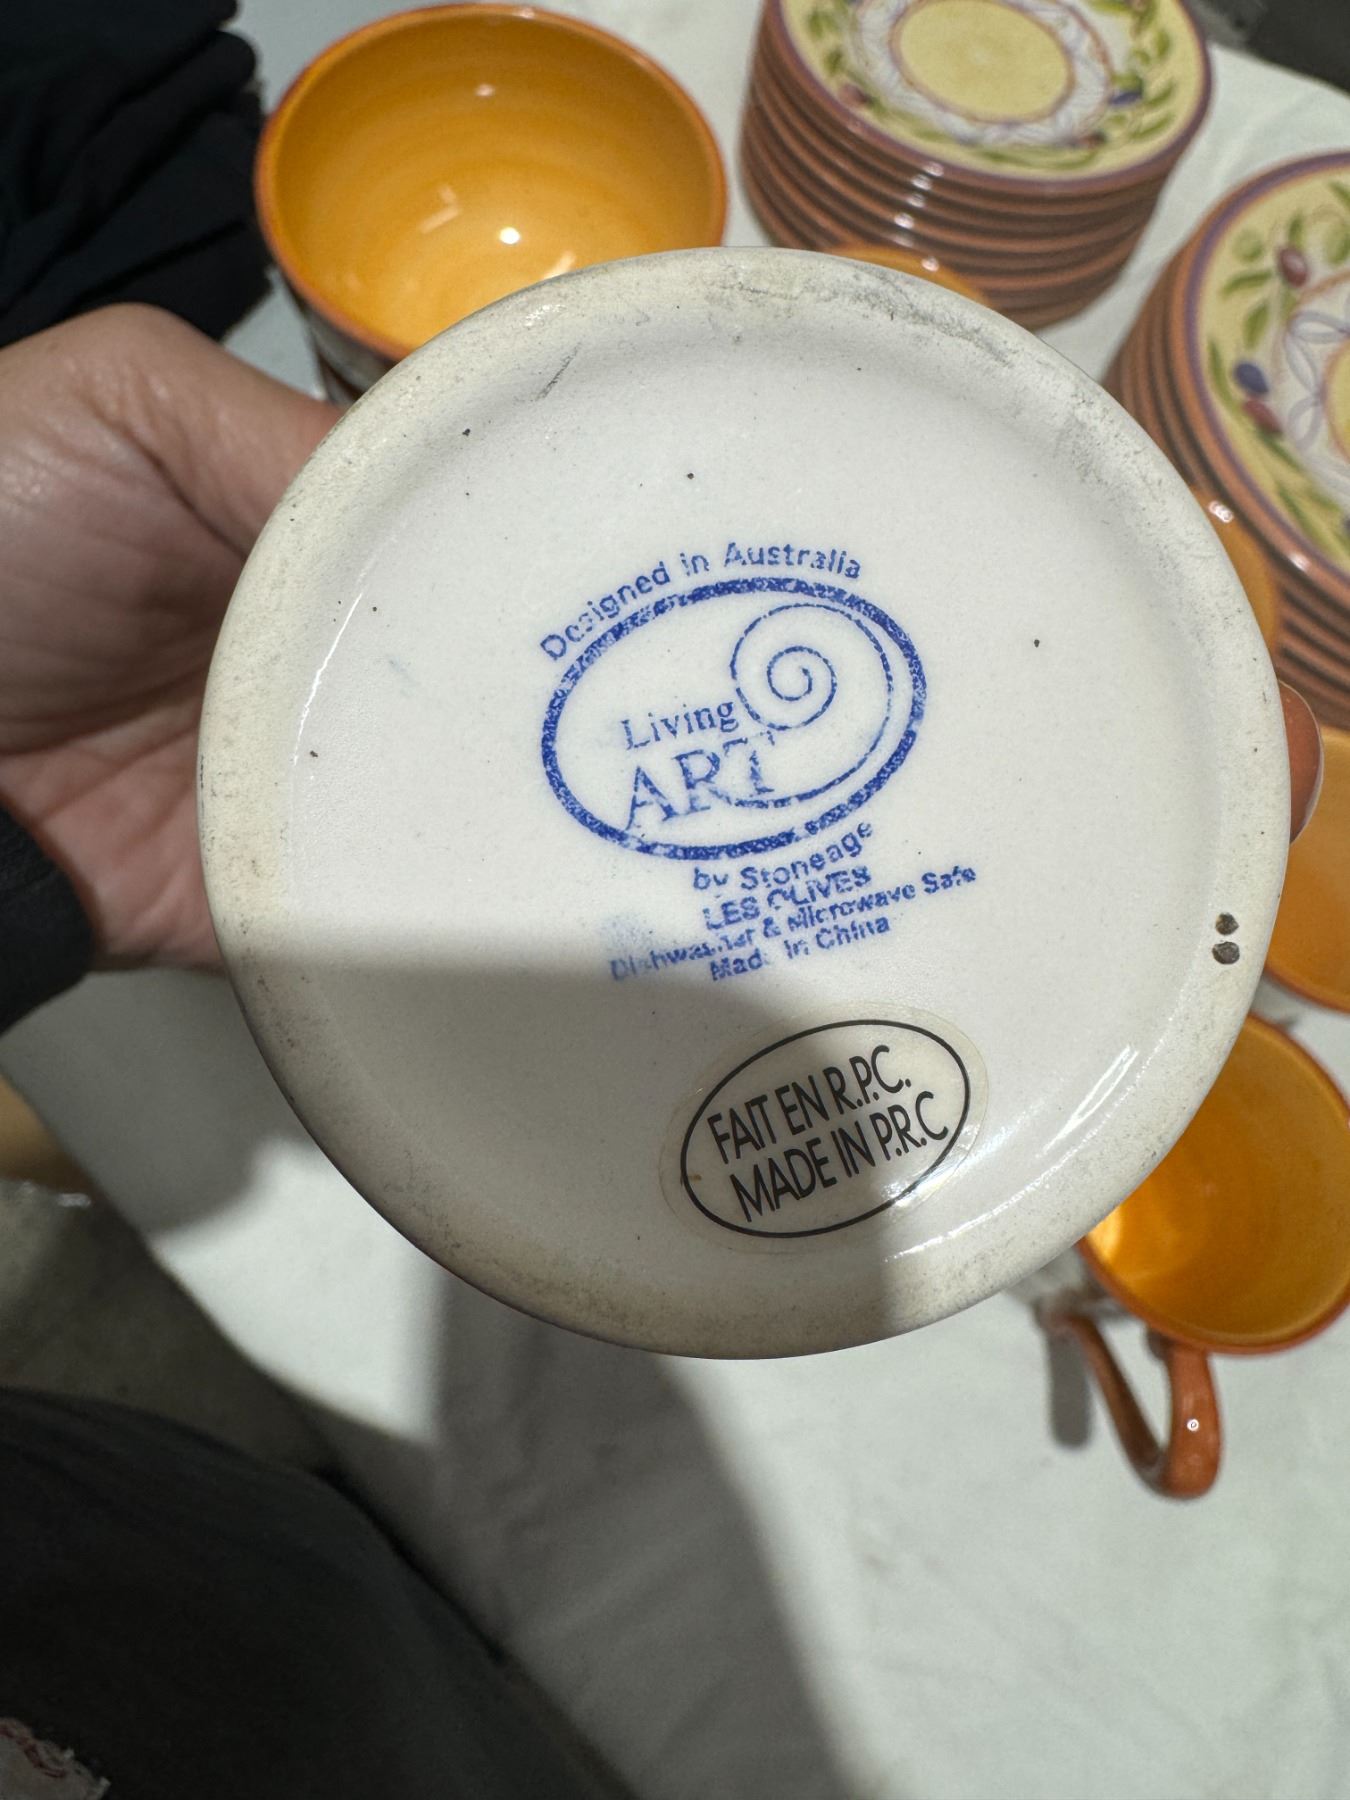 Designed in Australia
Living
ART
by Stoneage
LES OLIVES
Dishwasher & Microwave Safe
Made in China
FAIT EN R.P.C.
MADE IN P.R.C